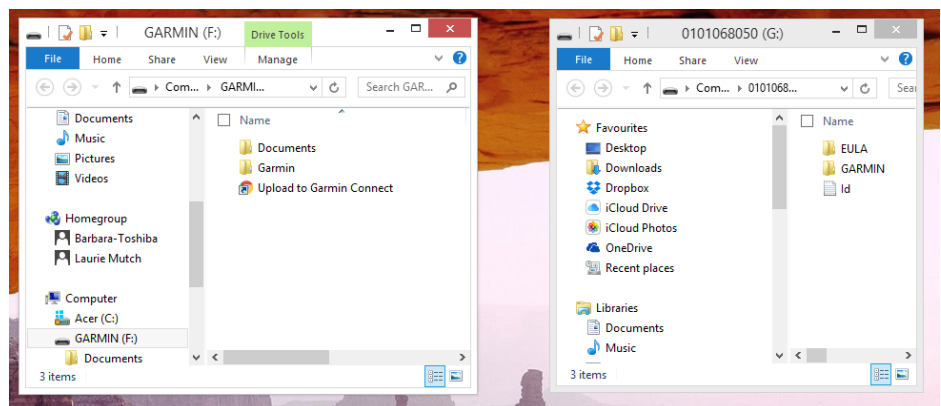 GARMIN (F:)
Drive Tools
File
Home
Share
View
Manage
Com...
GARMI...
Search GAR...
Documents
Music
Pictures
Videos
Homegroup
Barbara-Toshiba
Laurie Mutch
Computer
Acer (C:)
GARMIN (F:)
Documents
Name
Documents
Garmin
Upload to Garmin Connect
3 items
0101068050 (G:)
File
Home
Share
View
Com...
0101068...
Sear
Favourites
Desktop
Downloads
Dropbox
iCloud Drive
iCloud Photos
OneDrive
Recent places
Libraries
Documents
Music
Name
EULA
GARMIN
Id
3 items